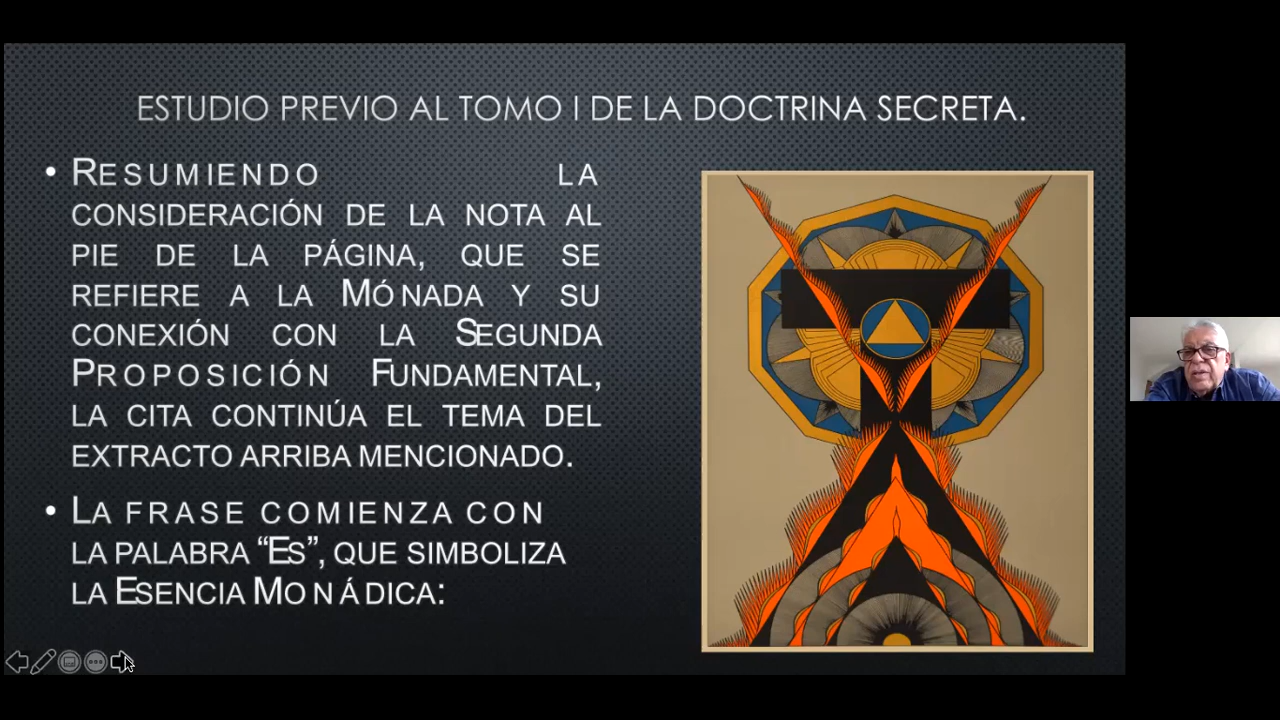 ESTUDIO PREVIO AL TOMO I DE LA DOCTRINA SECRETA.
• RESUMIENDO LA
CONSIDERACIÓN DE LA NOTA AL
PIE DE LA PÁGINA, QUE SE
REFIERE A LA MÓNADA Y SU
CONEXIÓN CON LA SEGUNDA
PROPOSICIÓN FUNDAMENTAL,
LA CITA CONTINÚA EL TEMA DEL
EXTRACTO ARRIBA MENCIONADO.
• LA FRASE COMIENZA CON
LA PALABRA “ES”, QUE SIMBOLIZA
LA ESENCIA MONÁDICA: